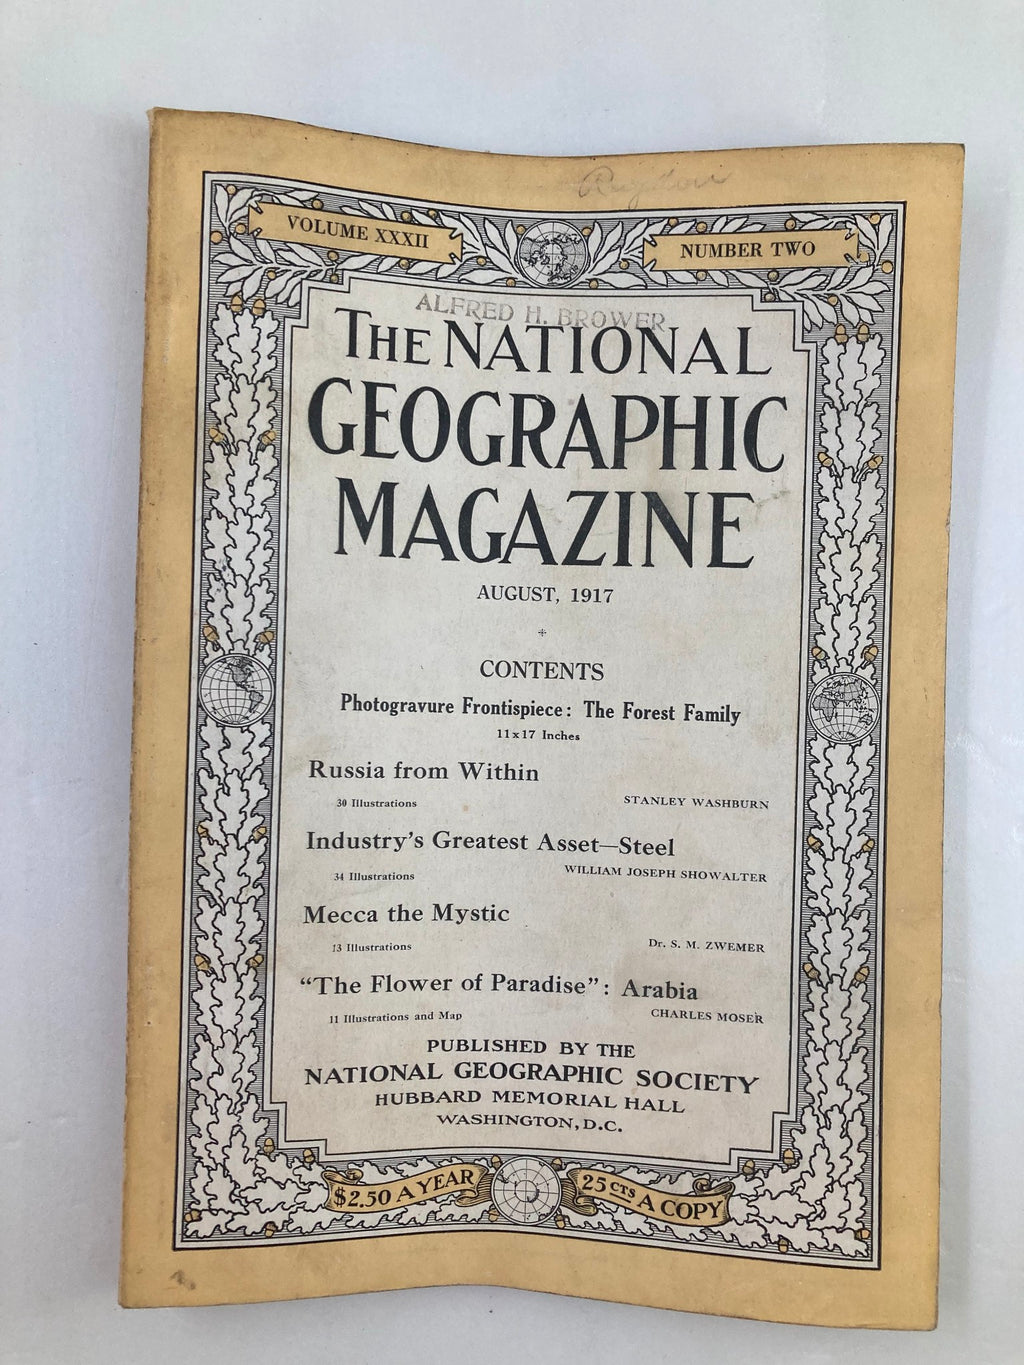 VOLUME XXXII
NUMBER TWO
ALFRED H. BROWER
THE NATIONAL
GEOGRAPHIC
MAGAZINE
AUGUST, 1917
CONTENTS
Photogravure Frontispiece: The Forest Family
11x17 Inches
Russia from Within
30 Illustrations STANLEY WASHBURN
Industry's Greatest Asset—Steel
34 Illustrations WILLIAM JOSEPH SHOWALTER
Mecca the Mystic
13 Illustrations Dr. S. M. ZWEMER
"The Flower of Paradise": Arabia
11 Illustrations and Map CHARLES MOSER
PUBLISHED BY THE
NATIONAL GEOGRAPHIC SOCIETY
HUBBARD MEMORIAL HALL
WASHINGTON, D.C.
$2.50 A YEAR
25 CTS A COPY